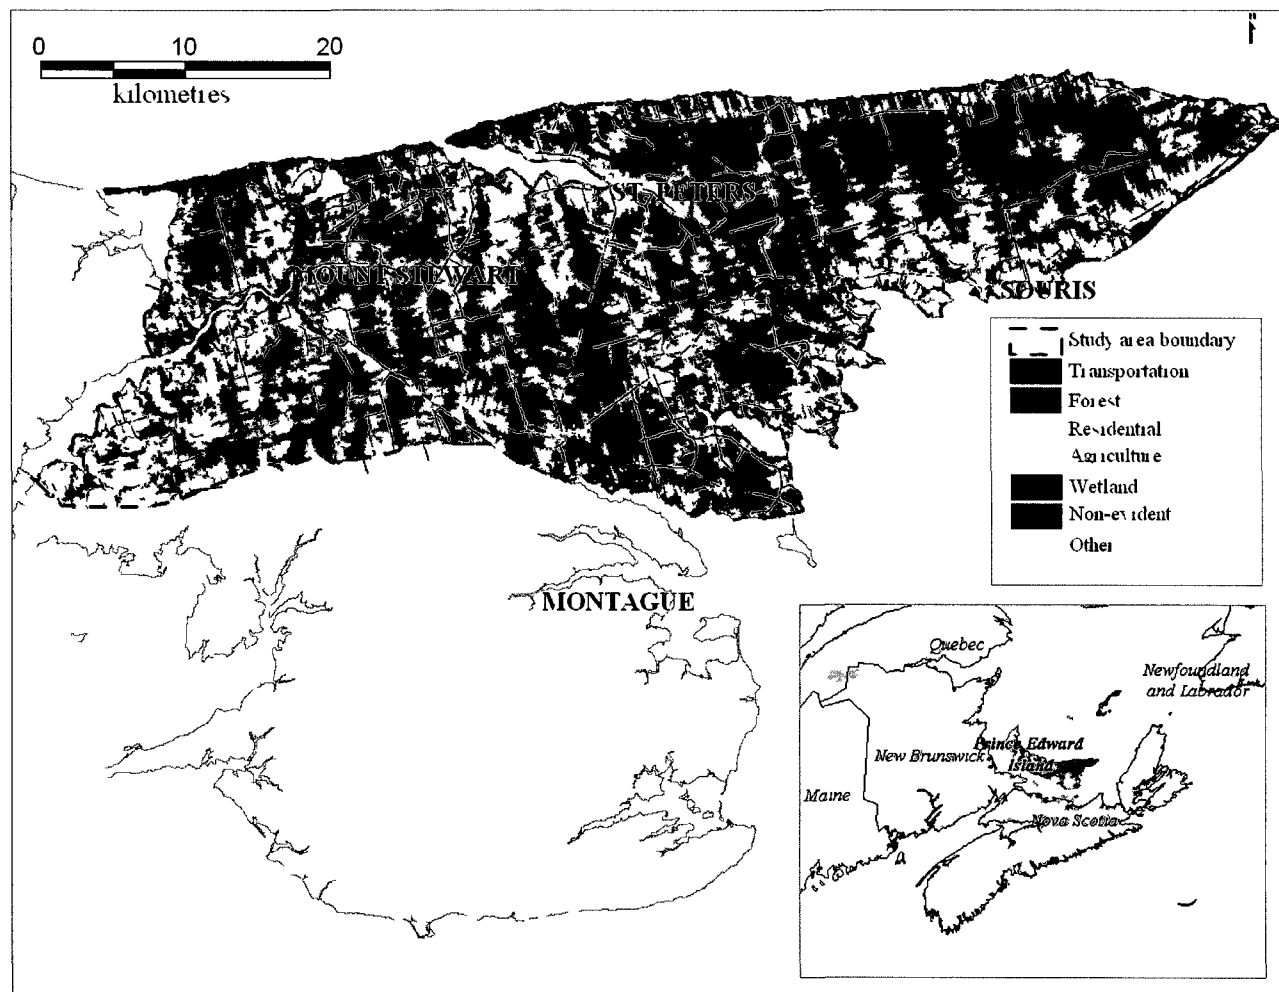 0 10 20
kilometres
ST. PETERS
MOUNT STEWART
SOURIS
Study area boundary
Transportation
Forest
Residential
Agriculture
Wetland
Non-evident
Other
MONTAGUE
Quebec
Newfoundland
and Labrador
Prince Edward
Island
New Brunswick
Maine
Nova Scotia